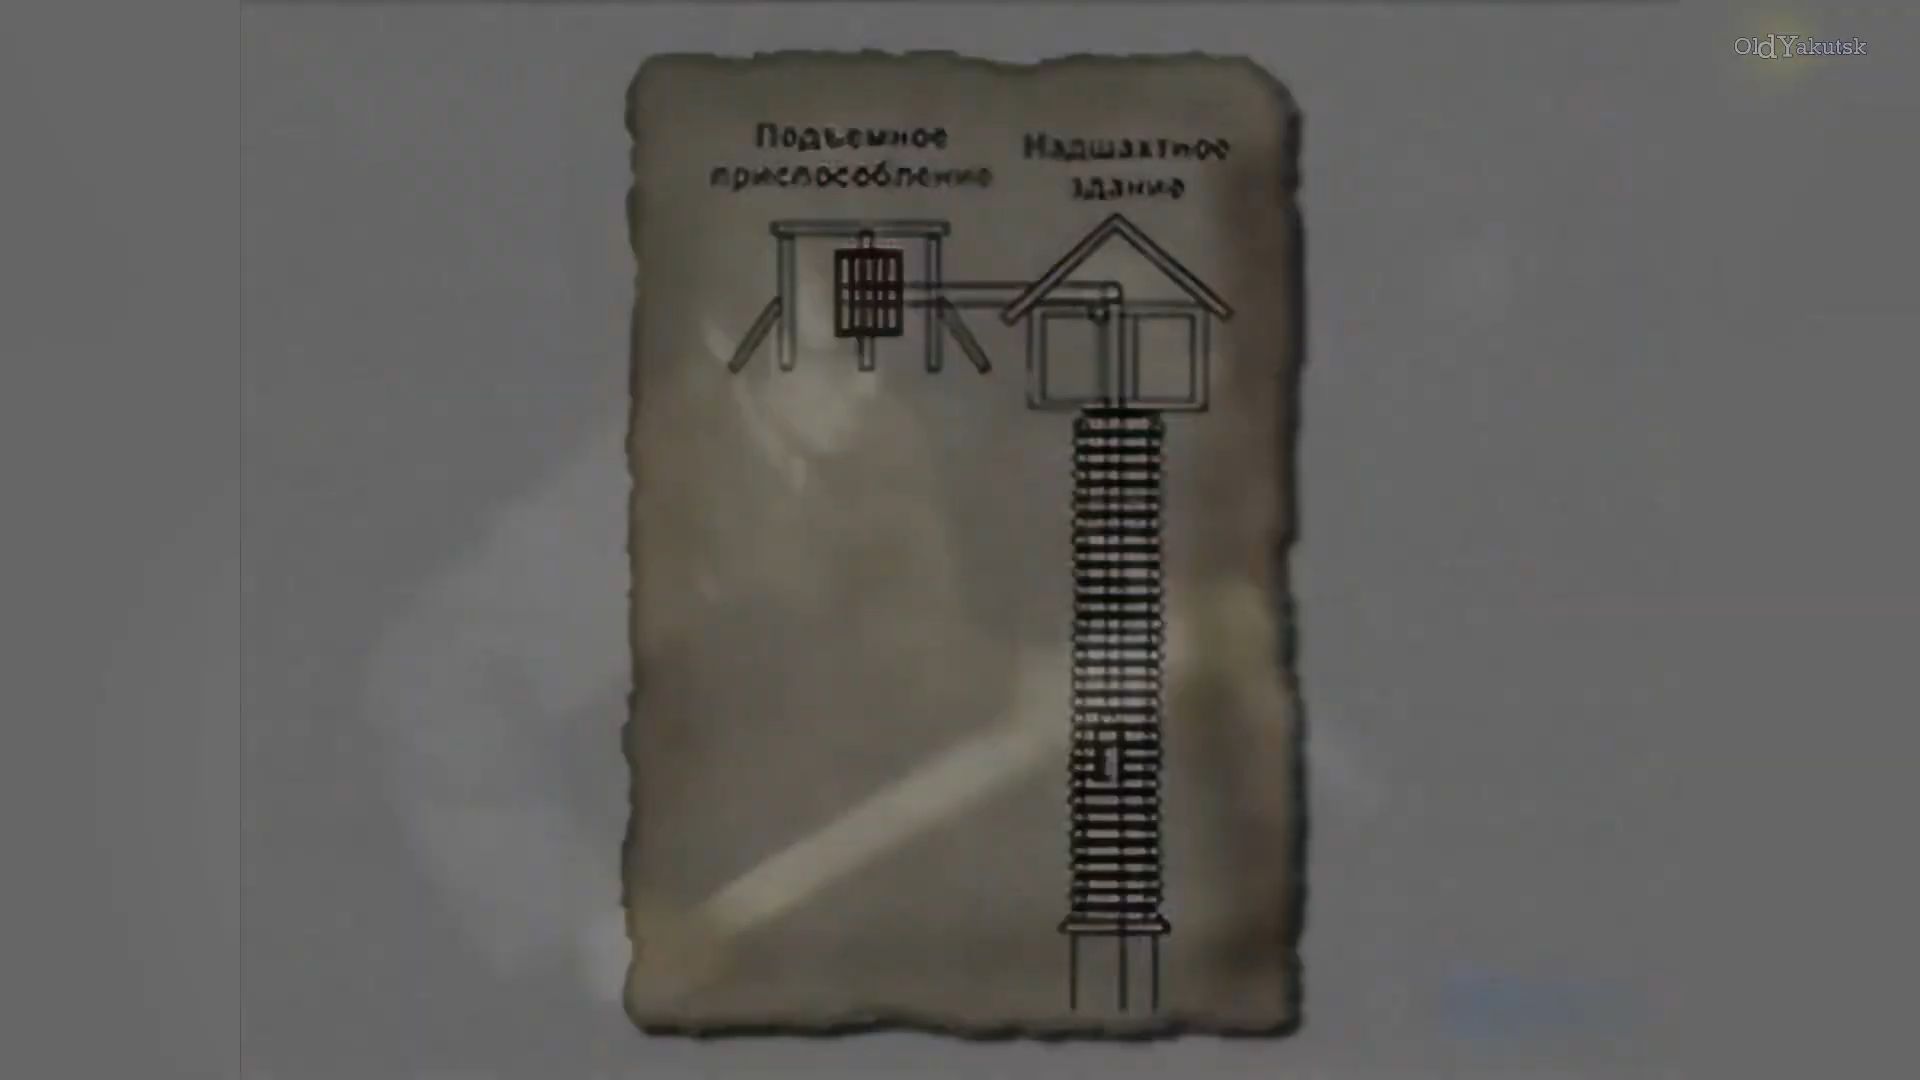 OldYakutsk
Подъемное
приспособление
Надшахтное
здание